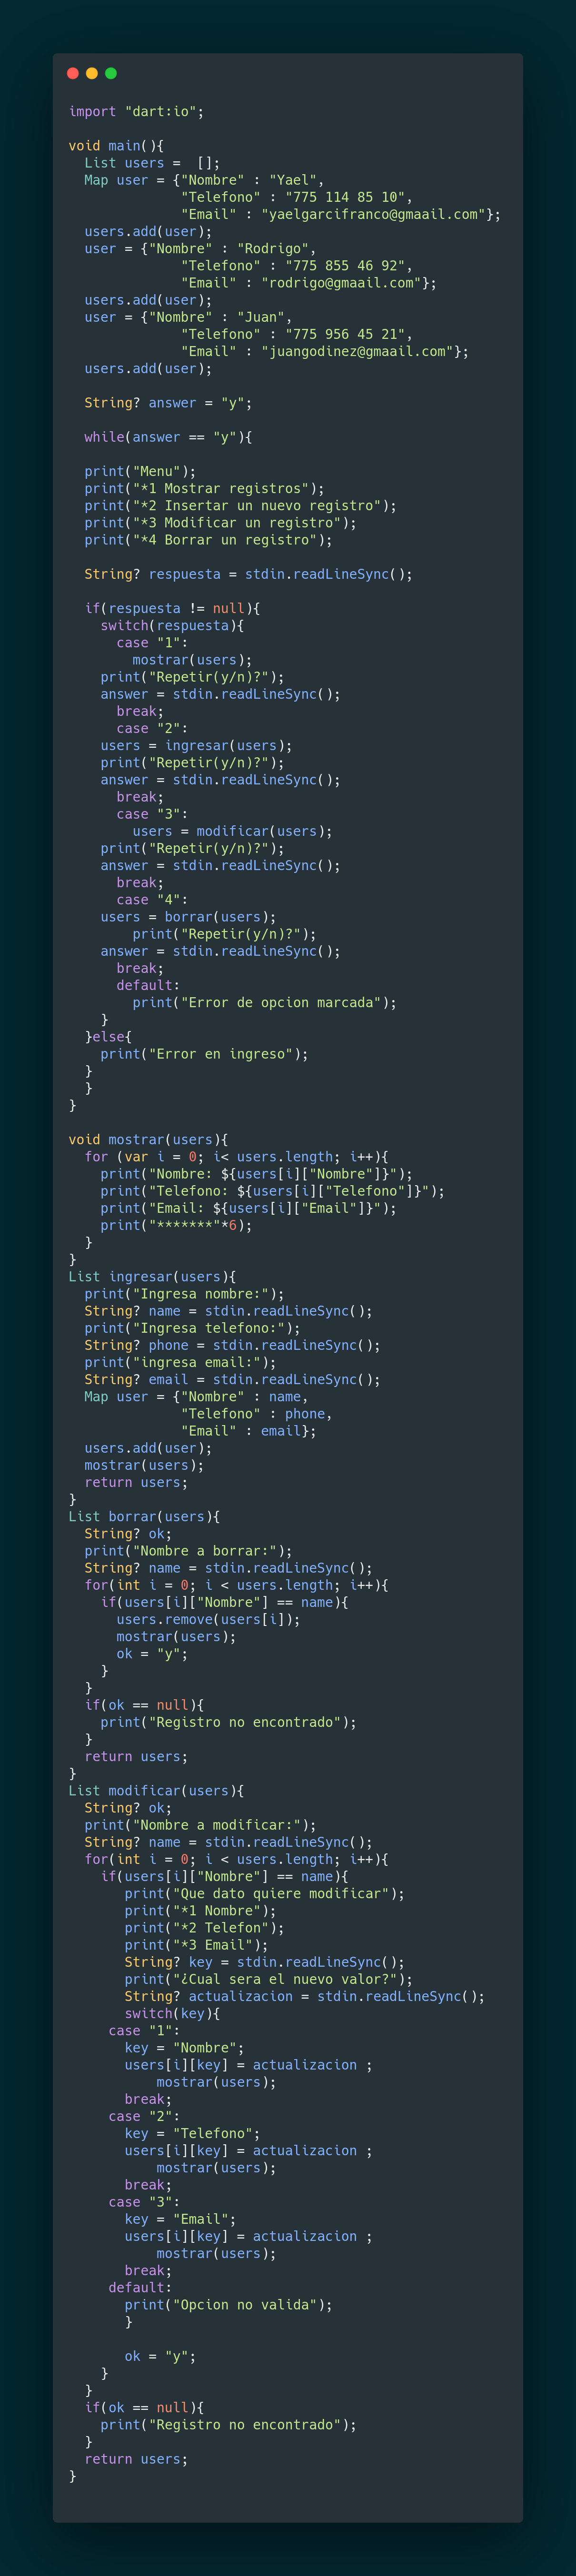 import "dart:io";

void main(){
  List users =  [];
  Map user = {"Nombre" : "Yael",
              "Telefono" : "775 114 85 10",
              "Email" : "yaelgarcifranco@gmaail.com"};
  users.add(user);
  user = {"Nombre" : "Rodrigo",
              "Telefono" : "775 855 46 92",
              "Email" : "rodrigo@gmaail.com"};
  users.add(user);
  user = {"Nombre" : "Juan",
              "Telefono" : "775 956 45 21",
              "Email" : "juangodinez@gmaail.com"};
  users.add(user);

  String? answer = "y";

  while(answer == "y"){

  print("Menu");
  print("*1 Mostrar registros");
  print("*2 Insertar un nuevo registro");
  print("*3 Modificar un registro");
  print("*4 Borrar un registro");

  String? respuesta = stdin.readLineSync();

  if(respuesta != null){
    switch(respuesta){
      case "1":
        mostrar(users);
    print("Repetir(y/n)?");
    answer = stdin.readLineSync();
      break;
      case "2":
    users = ingresar(users);
    print("Repetir(y/n)?");
    answer = stdin.readLineSync();
      break;
      case "3":
        users = modificar(users);
    print("Repetir(y/n)?");
    answer = stdin.readLineSync();
      break;
      case "4":
    users = borrar(users);
        print("Repetir(y/n)?");
    answer = stdin.readLineSync();
      break;
      default:
        print("Error de opcion marcada");
    }
  }else{
    print("Error en ingreso");
  }
  }
}

void mostrar(users){
  for (var i = 0; i< users.length; i++){
    print("Nombre: ${users[i]["Nombre"]}");
    print("Telefono: ${users[i]["Telefono"]}");
    print("Email: ${users[i]["Email"]}");
    print("*******"*6);
  }
}
List ingresar(users){
  print("Ingresa nombre:");
  String? name = stdin.readLineSync();
  print("Ingresa telefono:");
  String? phone = stdin.readLineSync();
  print("ingresa email:");
  String? email = stdin.readLineSync();
  Map user = {"Nombre" : name,
              "Telefono" : phone,
              "Email" : email};
  users.add(user);
  mostrar(users);
  return users;
}
List borrar(users){
  String? ok;
  print("Nombre a borrar:");
  String? name = stdin.readLineSync();
  for(int i = 0; i < users.length; i++){
    if(users[i]["Nombre"] == name){
      users.remove(users[i]);
      mostrar(users);
      ok = "y";
    }
  }
  if(ok == null){
    print("Registro no encontrado");
  }
  return users;
}
List modificar(users){
  String? ok;
  print("Nombre a modificar:");
  String? name = stdin.readLineSync();
  for(int i = 0; i < users.length; i++){
    if(users[i]["Nombre"] == name){
       print("Que dato quiere modificar");
       print("*1 Nombre");
       print("*2 Telefon");
       print("*3 Email");
       String? key = stdin.readLineSync();
       print("¿Cual sera el nuevo valor?");
       String? actualizacion = stdin.readLineSync();
       switch(key){
     case "1":
       key = "Nombre";
       users[i][key] = actualizacion ;
           mostrar(users);
       break;
     case "2":
       key = "Telefono";
       users[i][key] = actualizacion ;
           mostrar(users);
       break;
     case "3":
       key = "Email";
       users[i][key] = actualizacion ;
           mostrar(users);
       break;
     default:
       print("Opcion no valida");
       }

       ok = "y";
    }
  }
  if(ok == null){
    print("Registro no encontrado");
  }
  return users;
}